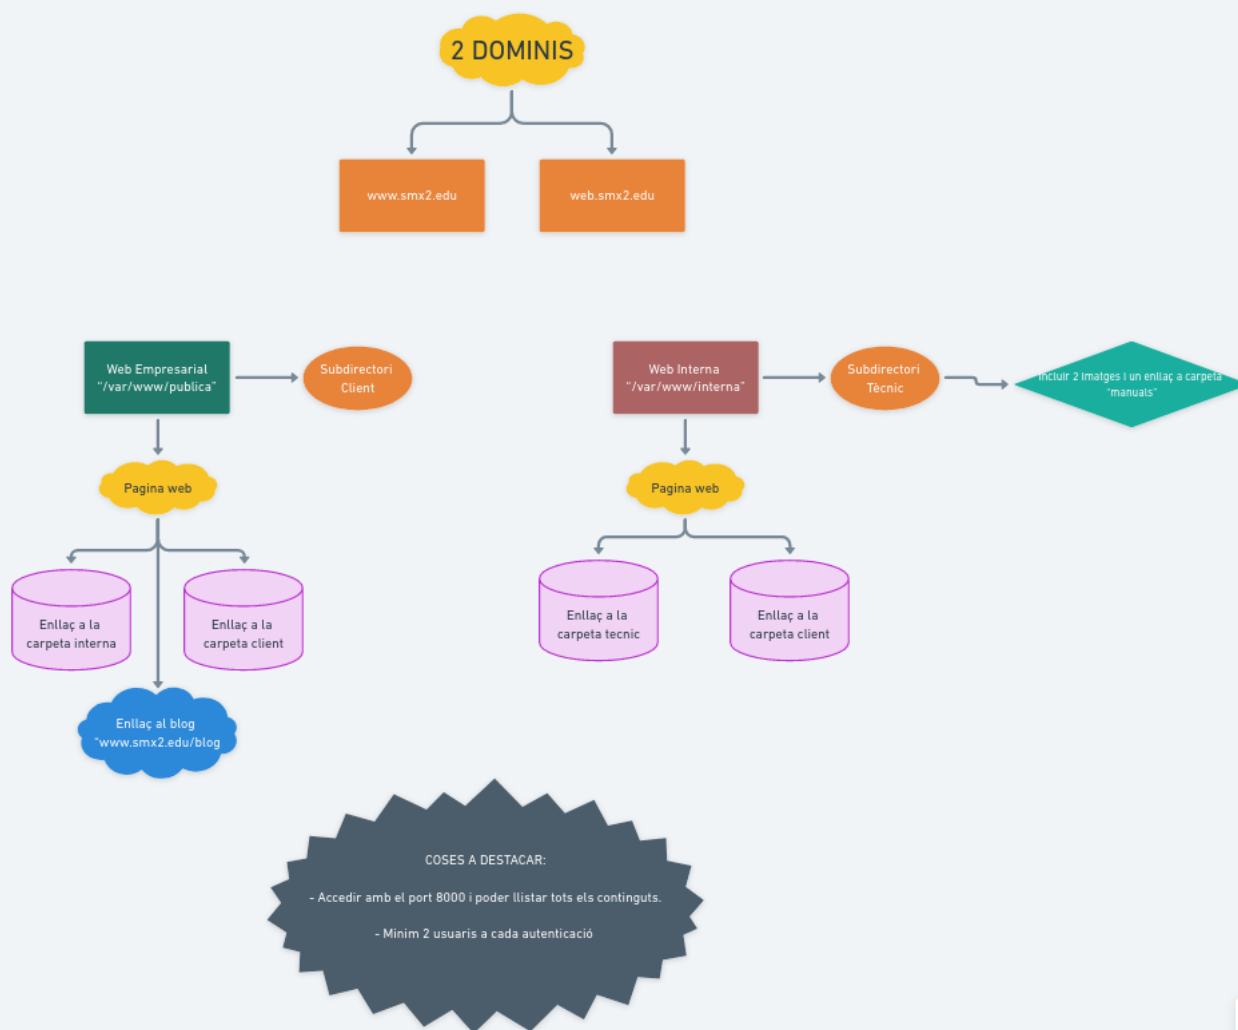 2 DOMINIS
www.smx2.edu
web.smx2.edu
Web Empresarial
"/var/www/publica"
Subdirectori
Client
Web Interna
"/var/www/interna"
Subdirectori
Tècnic
Incluir 2 imatges i un enllaç a carpeta
"manuals"
Pagina web
Pagina web
Enllaç a la
carpeta interna
Enllaç a la
carpeta client
Enllaç a la
carpeta tecnic
Enllaç a la
carpeta client
Enllaç al blog
"www.smx2.edu/blog
COSES A DESTACAR:
- Accedir amb el port 8000 i poder llistar tots els continguts.
- Minim 2 usuaris a cada autenticació